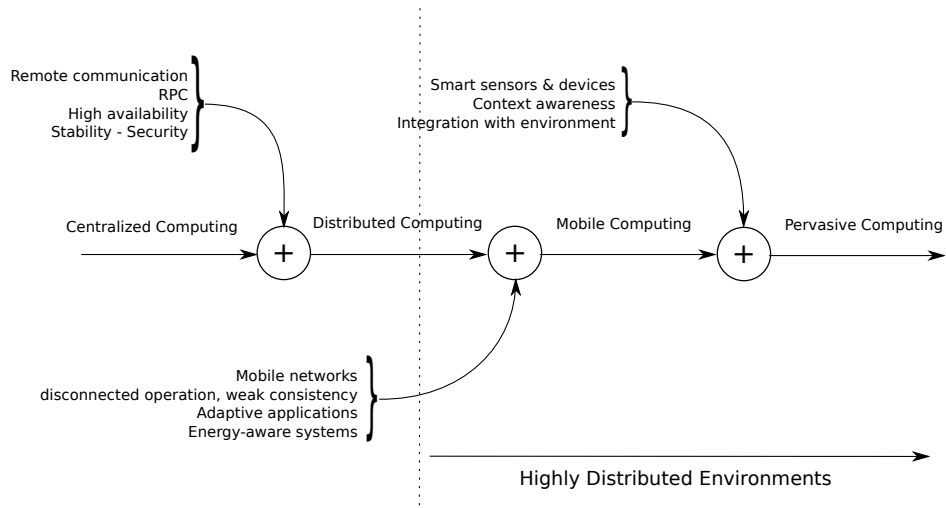 Remote communication
RPC
High availability
Stability - Security
Smart sensors & devices
Context awareness
Integration with environment
Centralized Computing
Distributed Computing
Mobile Computing
Pervasive Computing
+
+
+
Mobile networks
disconnected operation, weak consistency
Adaptive applications
Energy-aware systems
Highly Distributed Environments